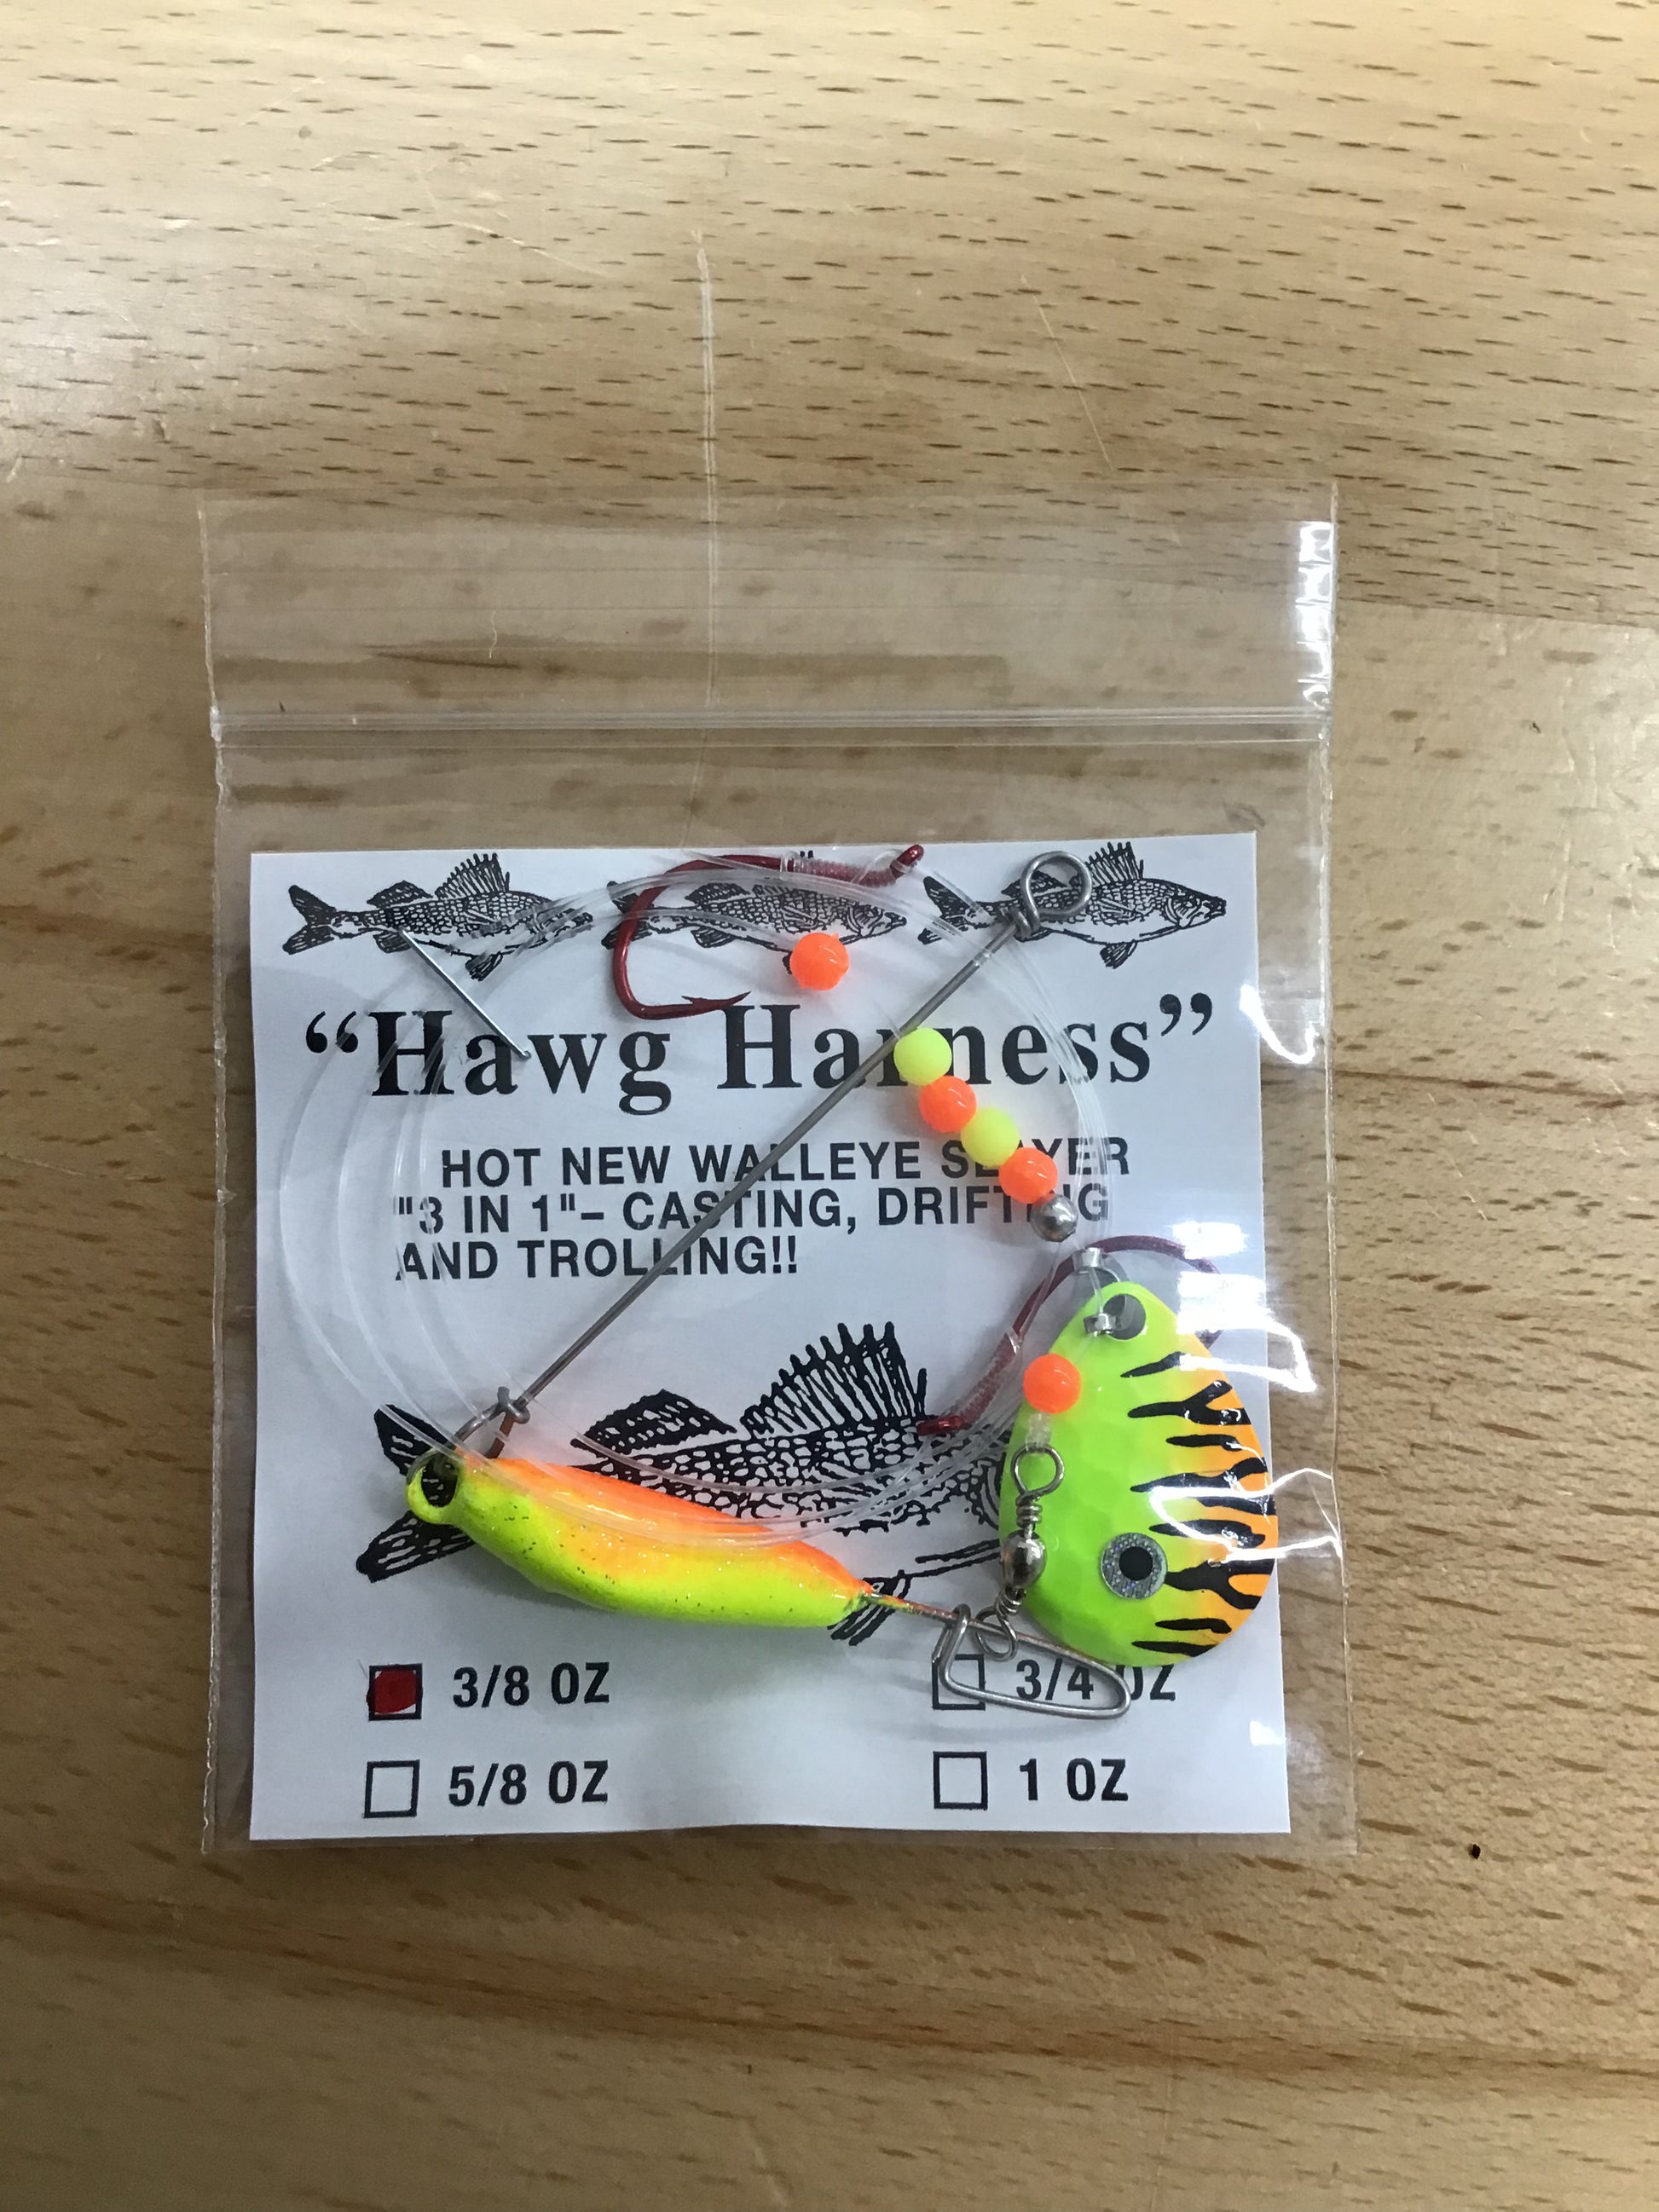 “Hawg Harness”
HOT NEW WALLEYE SLAYER
"3 IN 1"– CASTING, DRIFTING
AND TROLLING!!
3/8 OZ
3/4 OZ
5/8 OZ
1 OZ